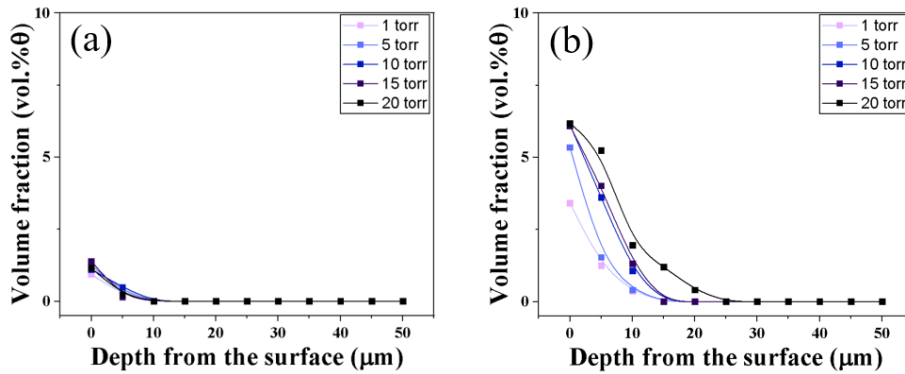 (a)
10
5
0
Volume fraction (vol.%θ)
1 torr
5 torr
10 torr
15 torr
20 torr
0 10 20 30 40 50
Depth from the surface (μm)
(b)
10
5
0
Volume fraction (vol.%θ)
1 torr
5 torr
10 torr
15 torr
20 torr
0 10 20 30 40 50
Depth from the surface (μm)